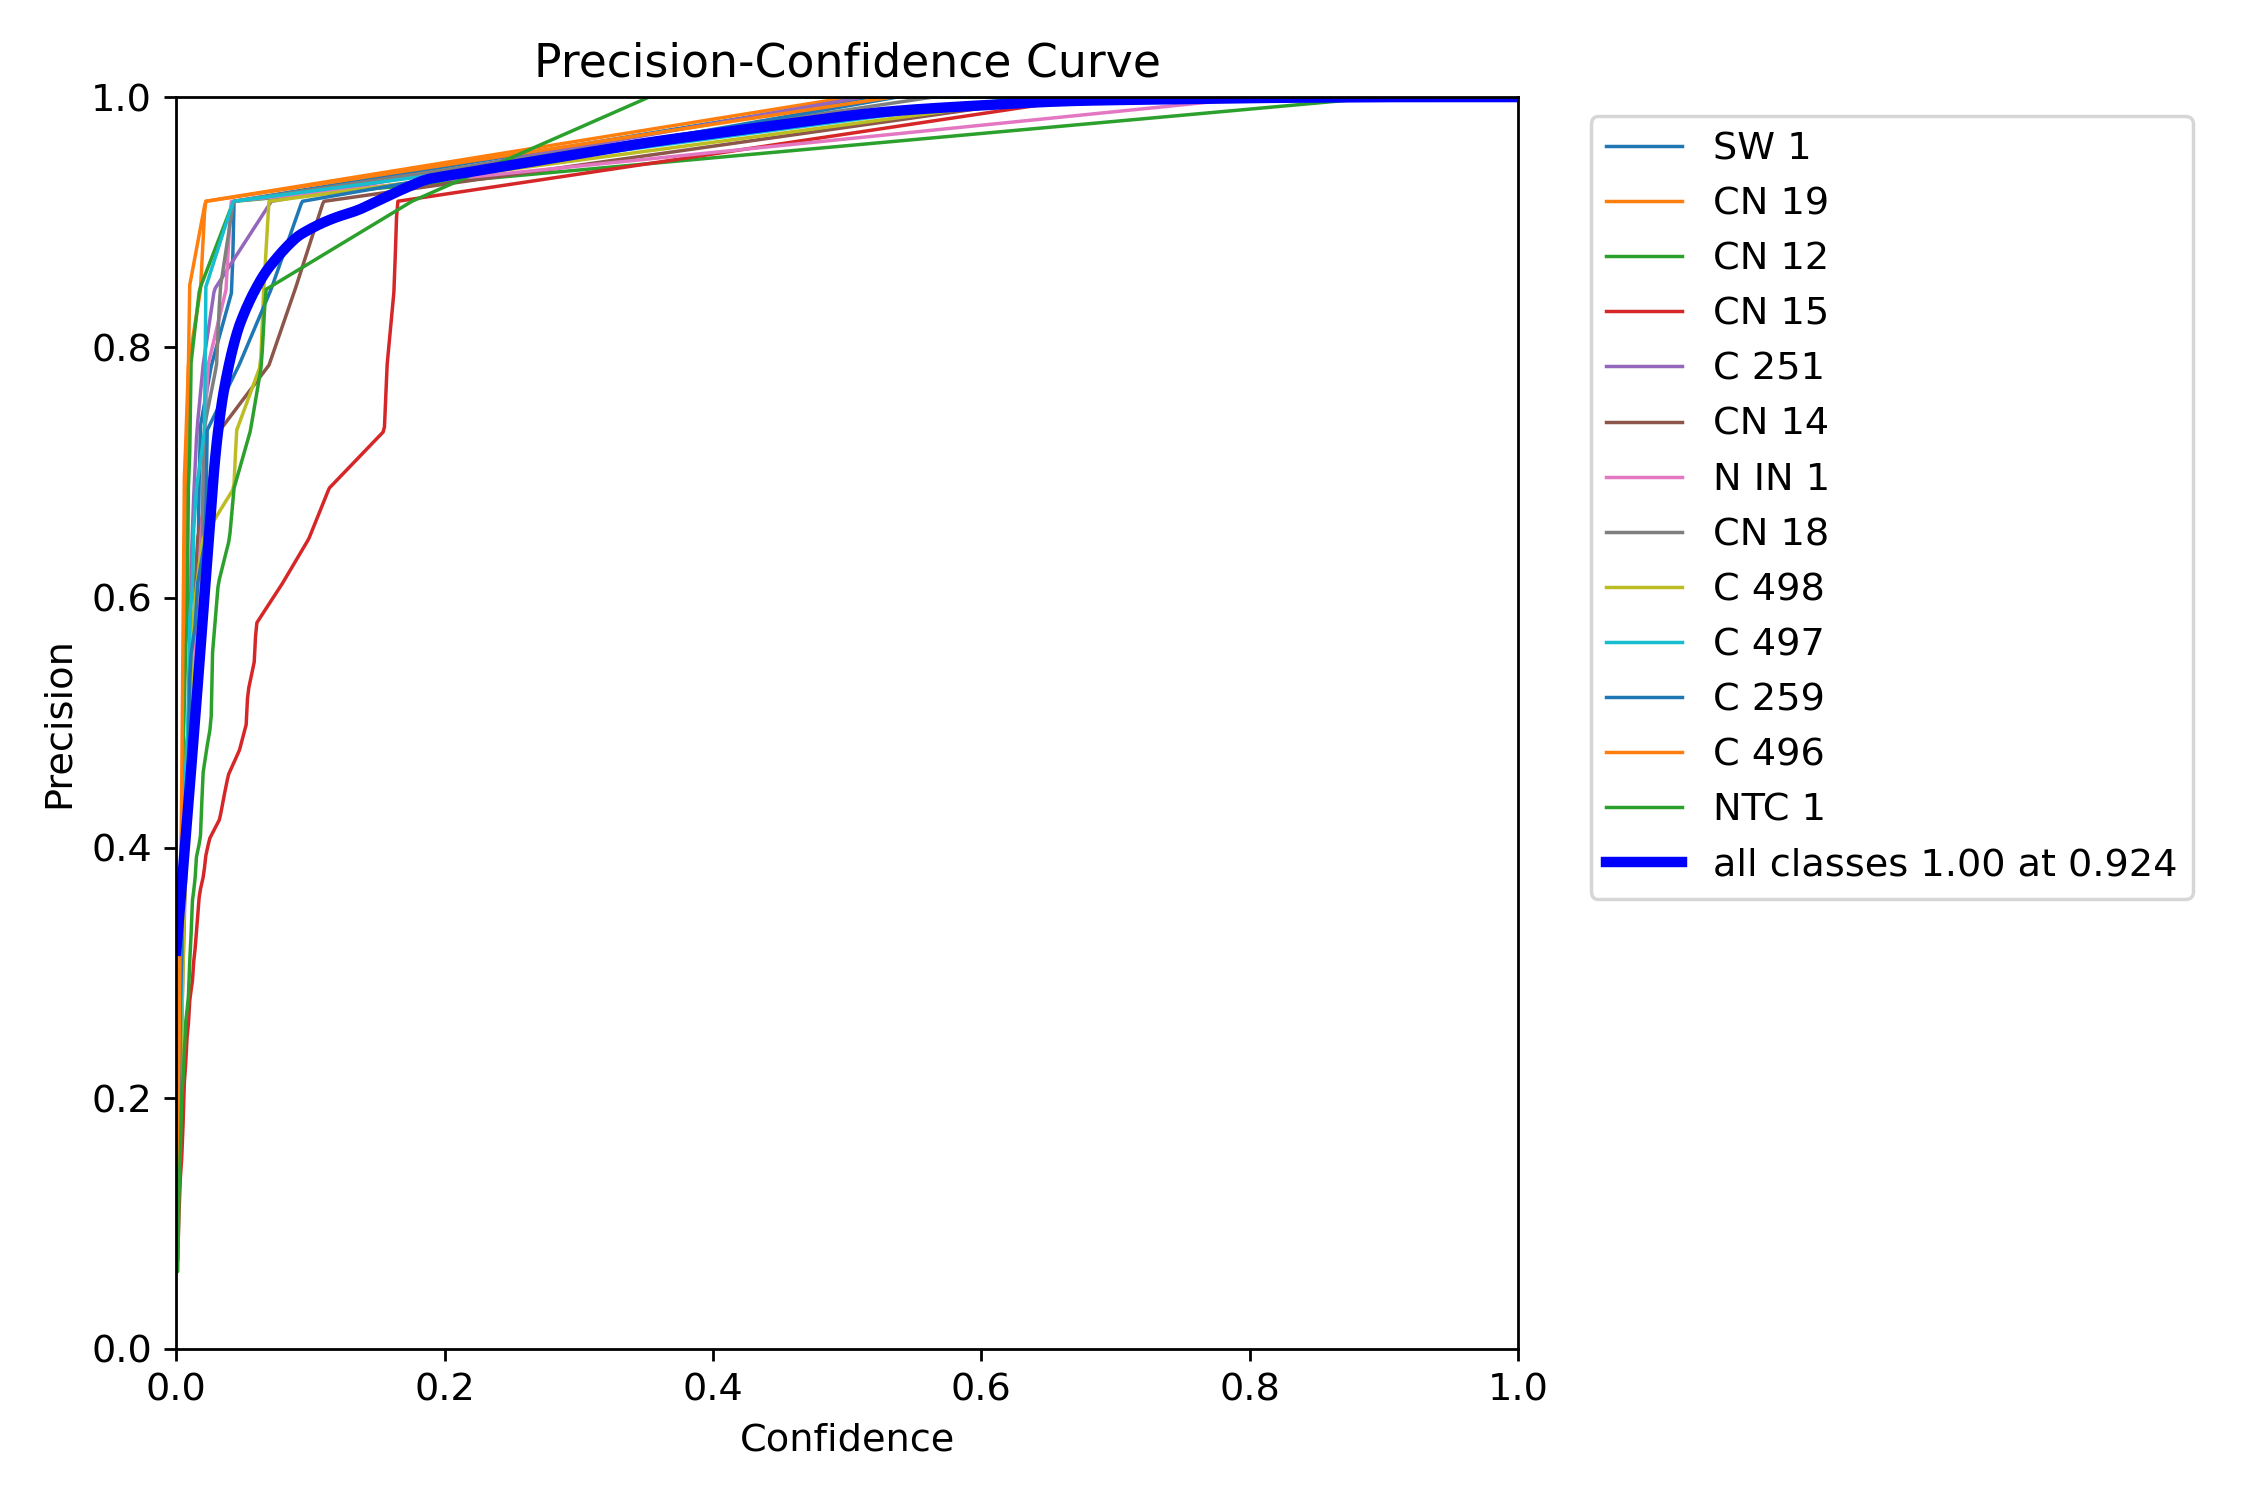 Precision-Confidence Curve
1.0
0.8
0.6
0.4
0.2
0.0
Precision
0.0 0.2 0.4 0.6 0.8 1.0
Confidence
SW 1
CN 19
CN 12
CN 15
C 251
CN 14
N IN 1
CN 18
C 498
C 497
C 259
C 496
NTC 1
all classes 1.00 at 0.924